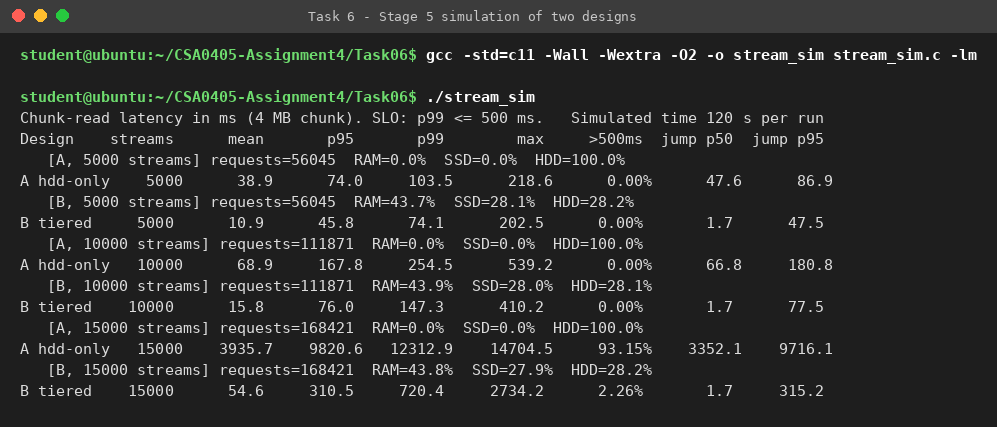 Task 6 - Stage 5 simulation of two designs
student@ubuntu:~/CSA0405-Assignment4/Task06$ gcc -std=c11 -Wall -Wextra -O2 -o stream_sim stream_sim.c -lm
student@ubuntu:~/CSA0405-Assignment4/Task06$ ./stream_sim
Chunk-read latency in ms (4 MB chunk). SLO: p99 <= 500 ms.   Simulated time 120 s per run
Design    streams      mean       p95       p99        max     >500ms  jump p50  jump p95
   [A, 5000 streams] requests=56045  RAM=0.0%  SSD=0.0%  HDD=100.0%
A hdd-only    5000      38.9      74.0     103.5      218.6      0.00%      47.6      86.9
   [B, 5000 streams] requests=56045  RAM=43.7%  SSD=28.1%  HDD=28.2%
B tiered     5000      10.9      45.8      74.1      202.5      0.00%       1.7      47.5
   [A, 10000 streams] requests=111871  RAM=0.0%  SSD=0.0%  HDD=100.0%
A hdd-only   10000      68.9     167.8     254.5      539.2      0.00%      66.8     180.8
   [B, 10000 streams] requests=111871  RAM=43.9%  SSD=28.0%  HDD=28.1%
B tiered    10000      15.8      76.0     147.3      410.2      0.00%       1.7      77.5
   [A, 15000 streams] requests=168421  RAM=0.0%  SSD=0.0%  HDD=100.0%
A hdd-only   15000    3935.7    9820.6   12312.9    14704.5     93.15%    3352.1    9716.1
   [B, 15000 streams] requests=168421  RAM=43.8%  SSD=27.9%  HDD=28.2%
B tiered    15000      54.6     310.5     720.4     2734.2      2.26%       1.7     315.2